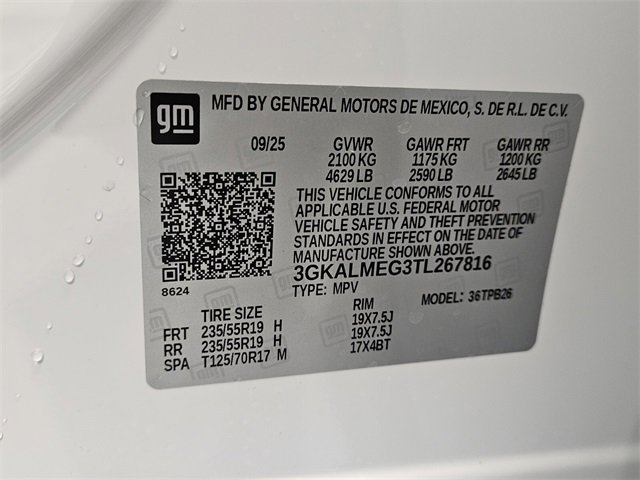 gm
MFD BY GENERAL MOTORS DE MEXICO, S. DE R.L. DE C.V.
09/25 GVWR GAWR FRT GAWR RR
2100 KG 1175 KG 1200 KG
4629 LB 2590 LB 2645 LB
THIS VEHICLE CONFORMS TO ALL
APPLICABLE U.S. FEDERAL MOTOR
VEHICLE SAFETY AND THEFT PREVENTION
STANDARDS IN EFFECT ON THE DATE OF
MANUFACTURE SHOWN ABOVE.
3GKALMEG3TL267816
8624
TYPE: MPV MODEL: 36TPB26
TIRE SIZE RIM
FRT 235/55R19 H 19X7.5J
RR 235/55R19 H 19X7.5J
SPA T125/70R17 M 17X4BT